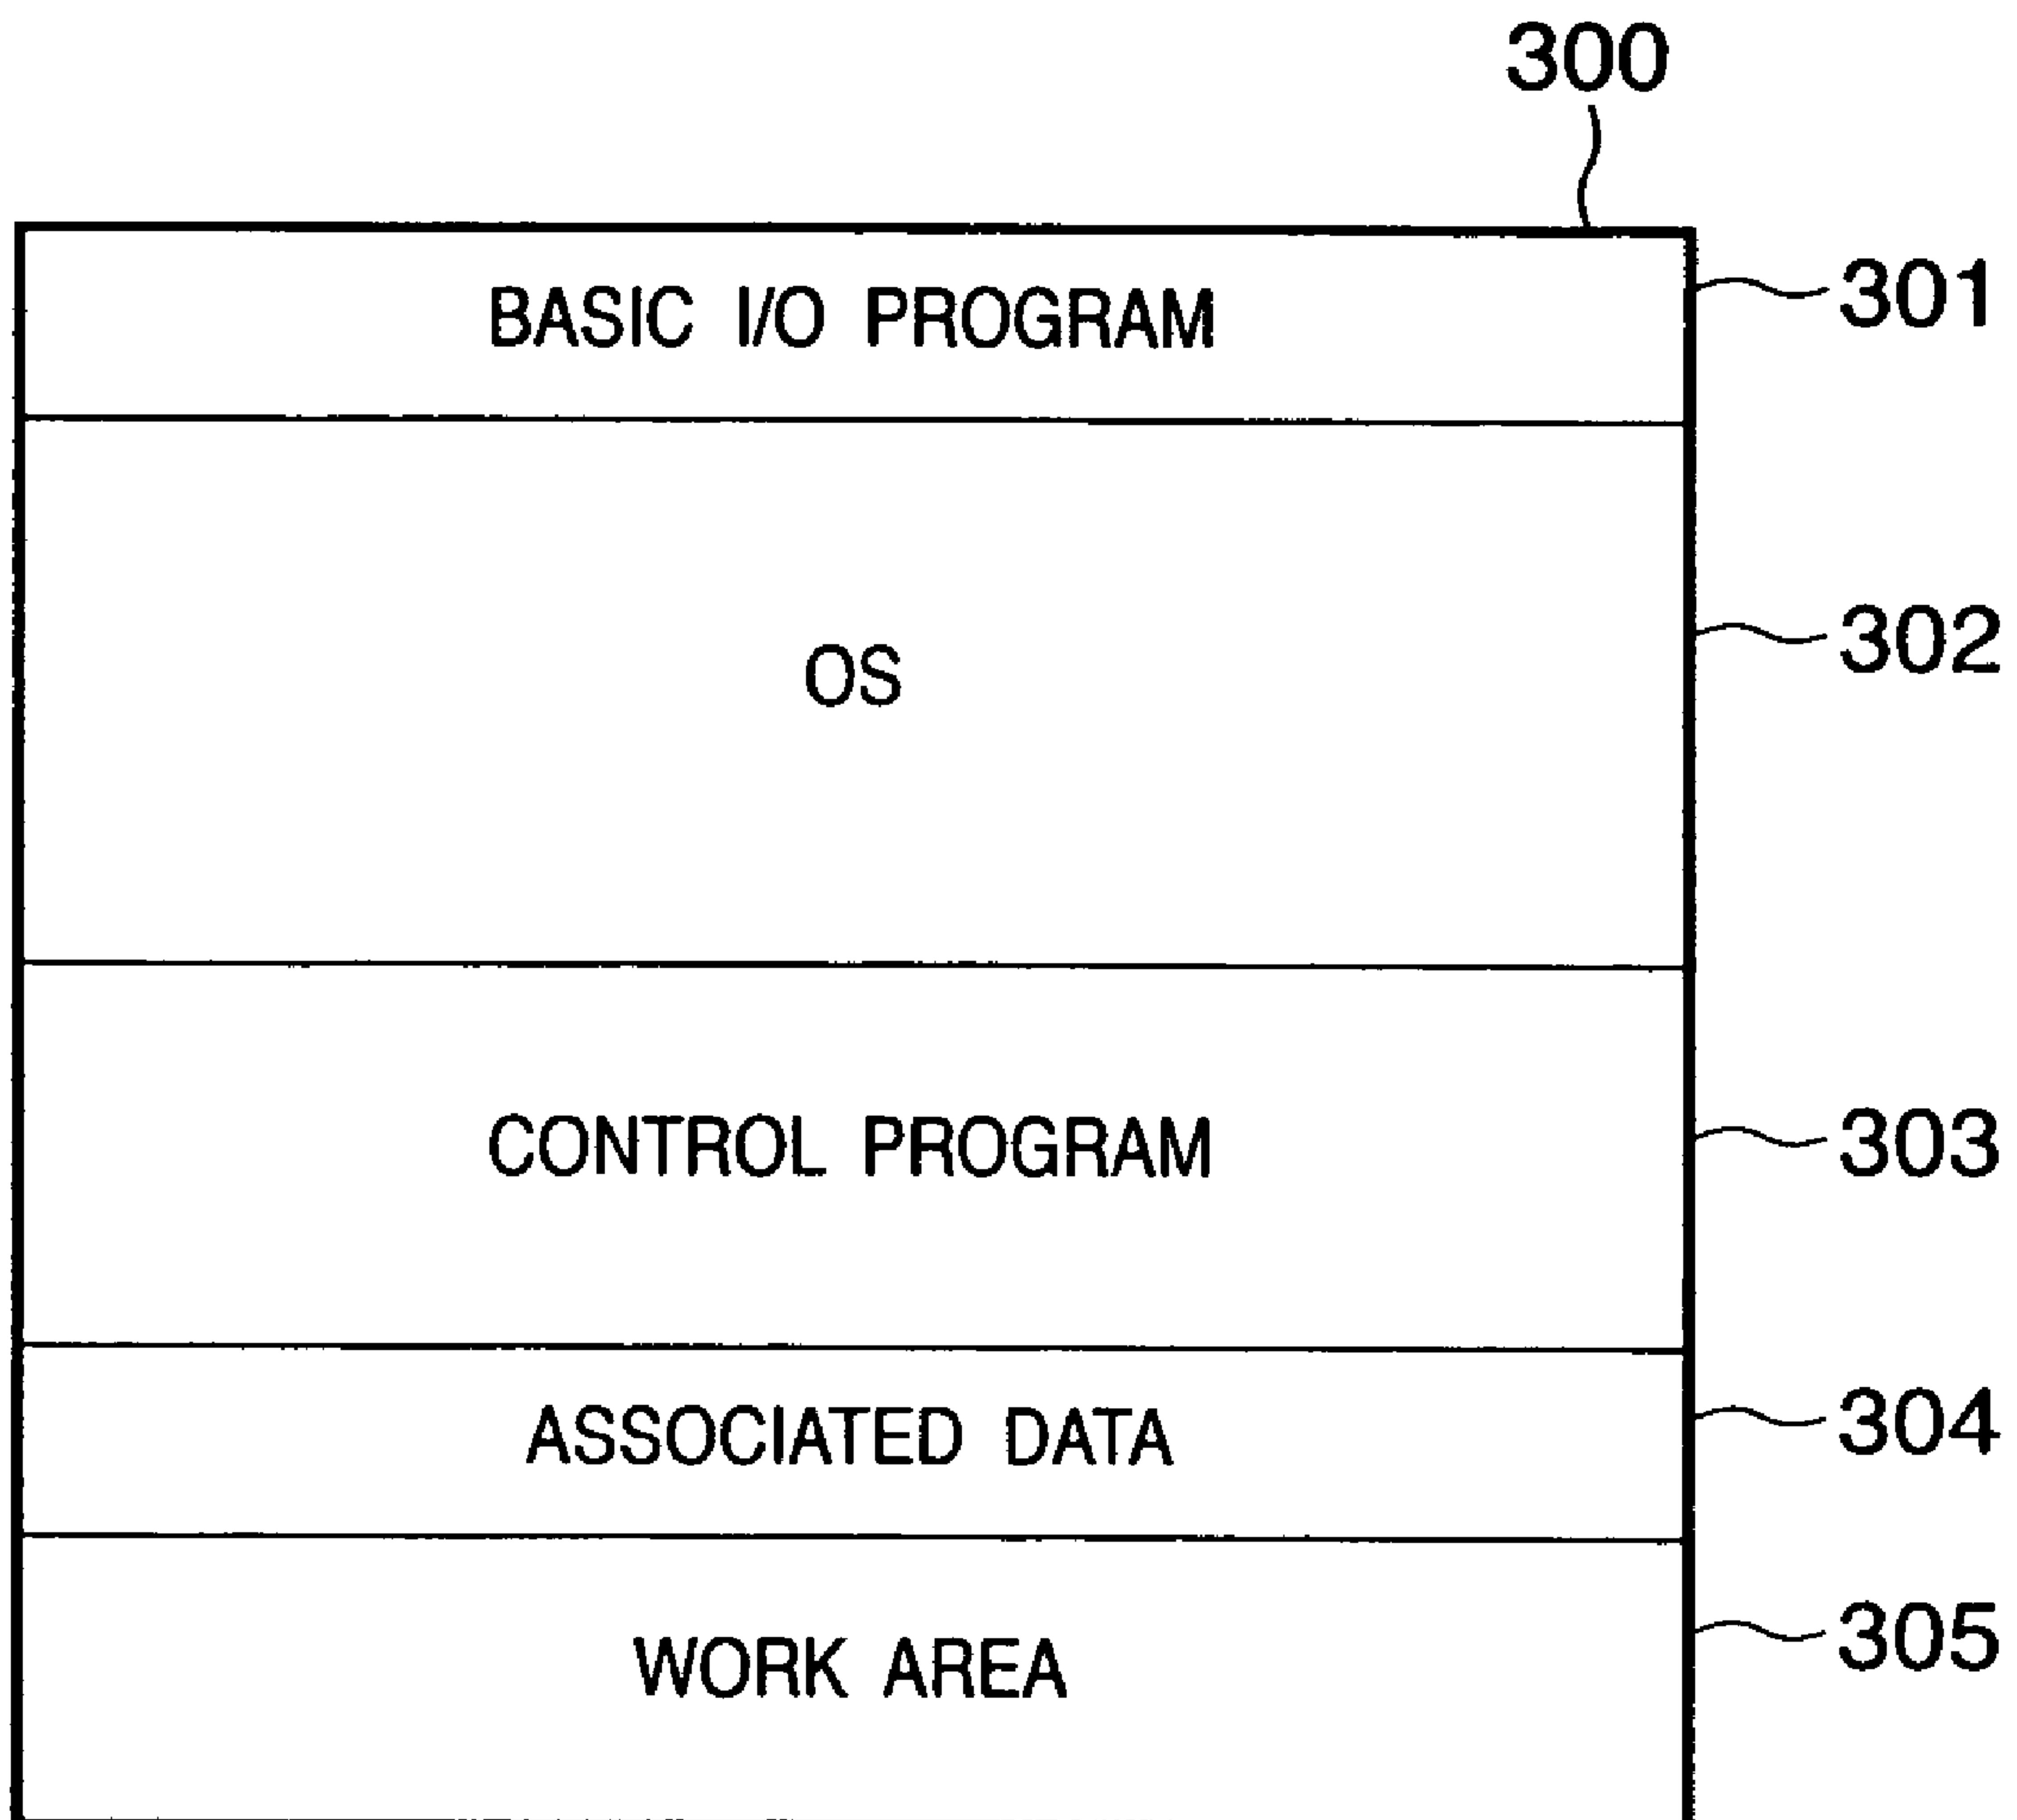 300
BASIC I/O PROGRAM
301
OS
302
CONTROL PROGRAM
303
ASSOCIATED DATA
304
WORK AREA
305